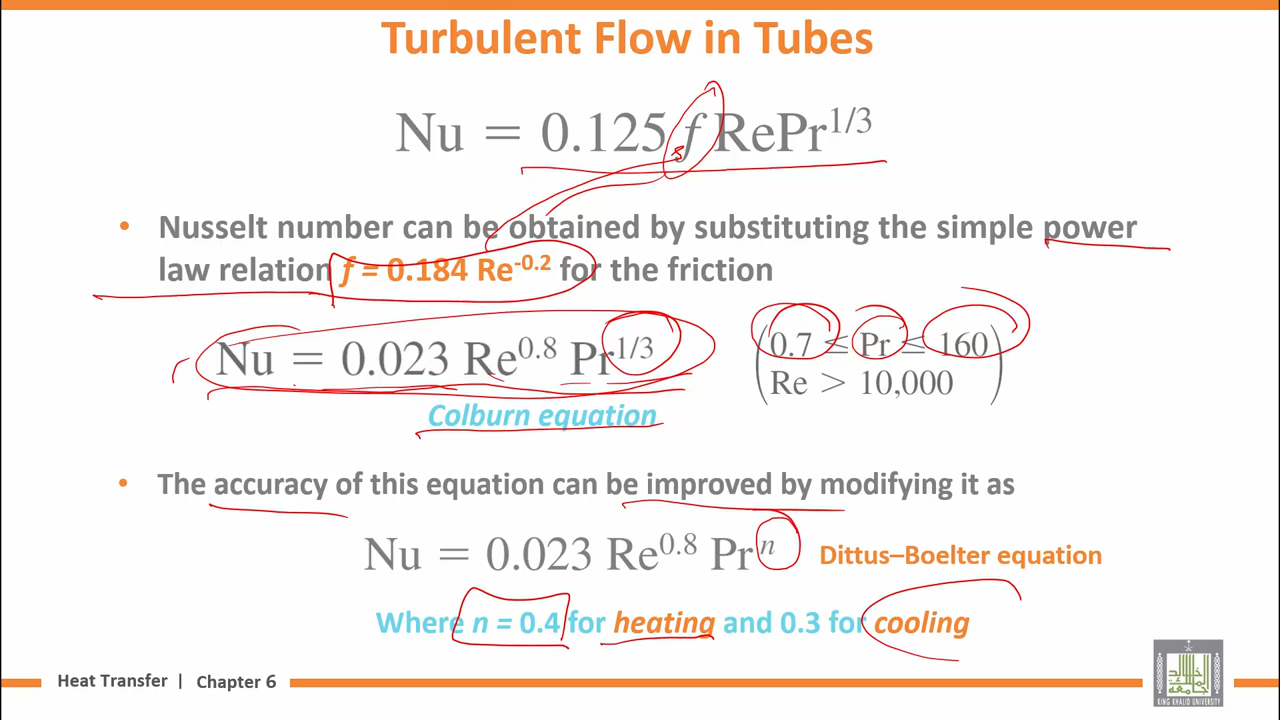 Turbulent Flow in Tubes
Nu = 0.125 f RePr^1/3
• Nusselt number can be obtained by substituting the simple power
law relation f = 0.184 Re^-0.2 for the friction
Nu = 0.023 Re^0.8 Pr^1/3 (0.7 ≤ Pr ≤ 160)
Re > 10,000
Colburn equation
• The accuracy of this equation can be improved by modifying it as
Nu = 0.023 Re^0.8 Pr^n Dittus–Boelter equation
Where n = 0.4 for heating and 0.3 for cooling
Heat Transfer | Chapter 6
KING KHALID UNIVERSITY